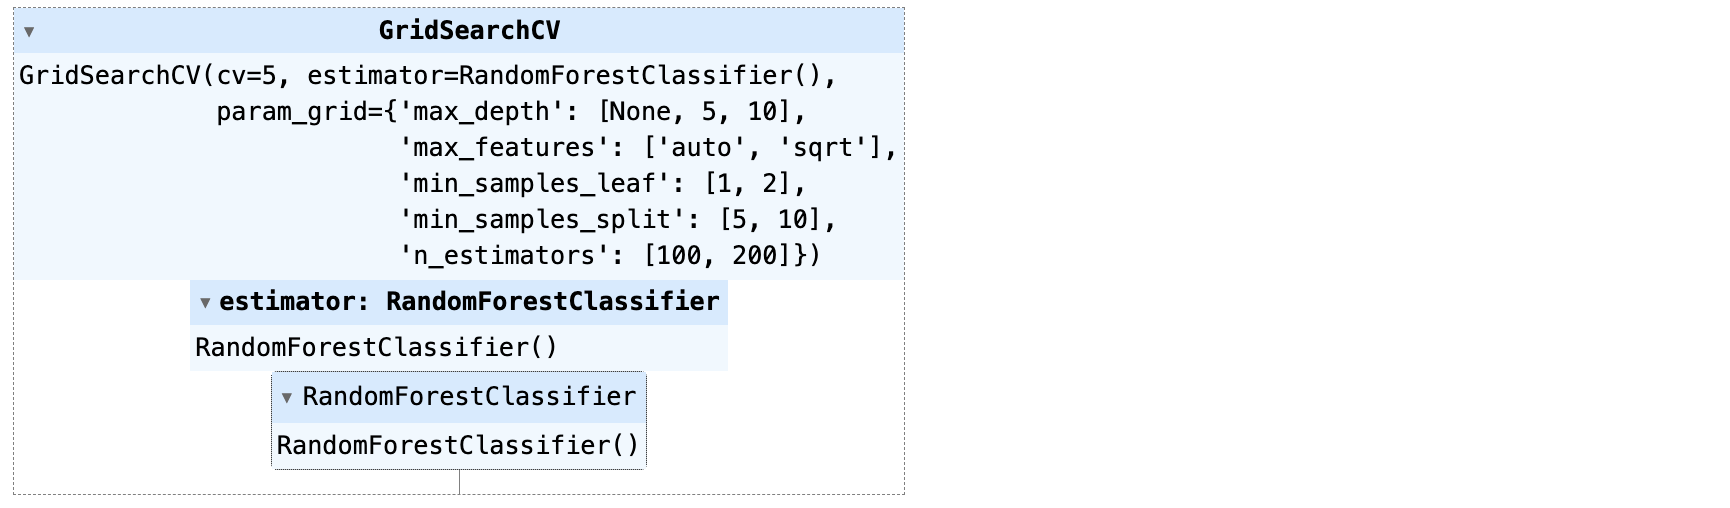 GridSearchCV
GridSearchCV(cv=5, estimator=RandomForestClassifier(),
             param_grid={'max_depth': [None, 5, 10],
                         'max_features': ['auto', 'sqrt'],
                         'min_samples_leaf': [1, 2],
                         'min_samples_split': [5, 10],
                         'n_estimators': [100, 200]})
estimator: RandomForestClassifier
RandomForestClassifier()
RandomForestClassifier
RandomForestClassifier()